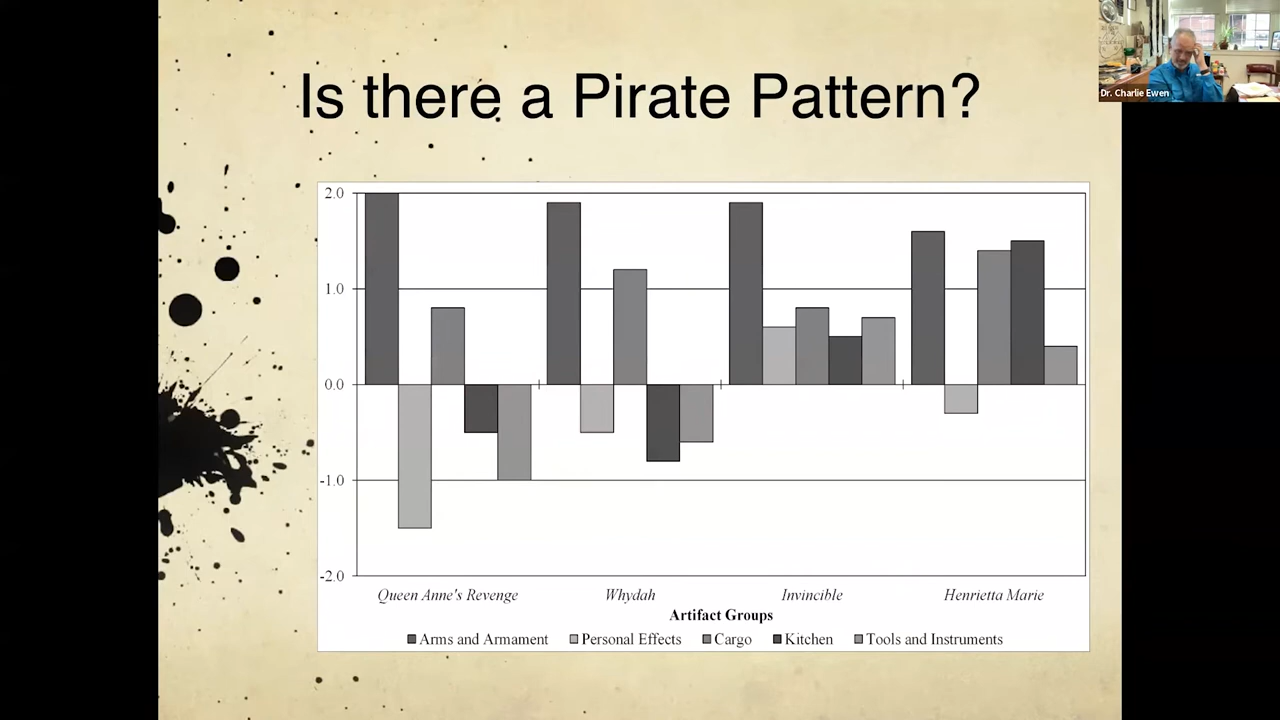 Is there a Pirate Pattern?
Dr. Charlie Ewen
2.0
1.0
0.0
-1.0
-2.0
Queen Anne's Revenge Whydah Invincible Henrietta Marie
Artifact Groups
Arms and Armament Personal Effects Cargo Kitchen Tools and Instruments